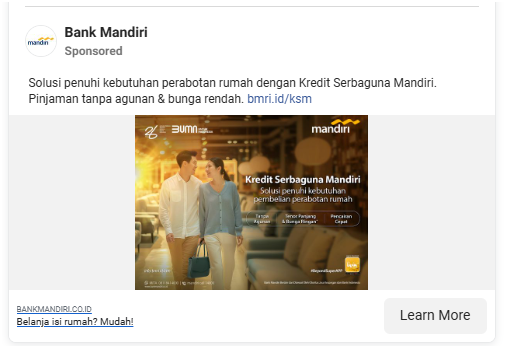 Bank Mandiri
mandiri
Sponsored
Solusi penuhi kebutuhan perabotan rumah dengan Kredit Serbaguna Mandiri.
Pinjaman tanpa agunan & bunga rendah. bmri.id/ksm
26
BUMN
mandiri
Kredit Serbaguna Mandiri
Solusi penuhi kebutuhan
pembelian perabotan rumah
Tanpa
Agunan
Tenor Panjang
& Bunga Ringan*
Pencairan
Cepat
BANKMANDIRI.CO.ID
Belanja isi rumah? Mudah!
Learn More